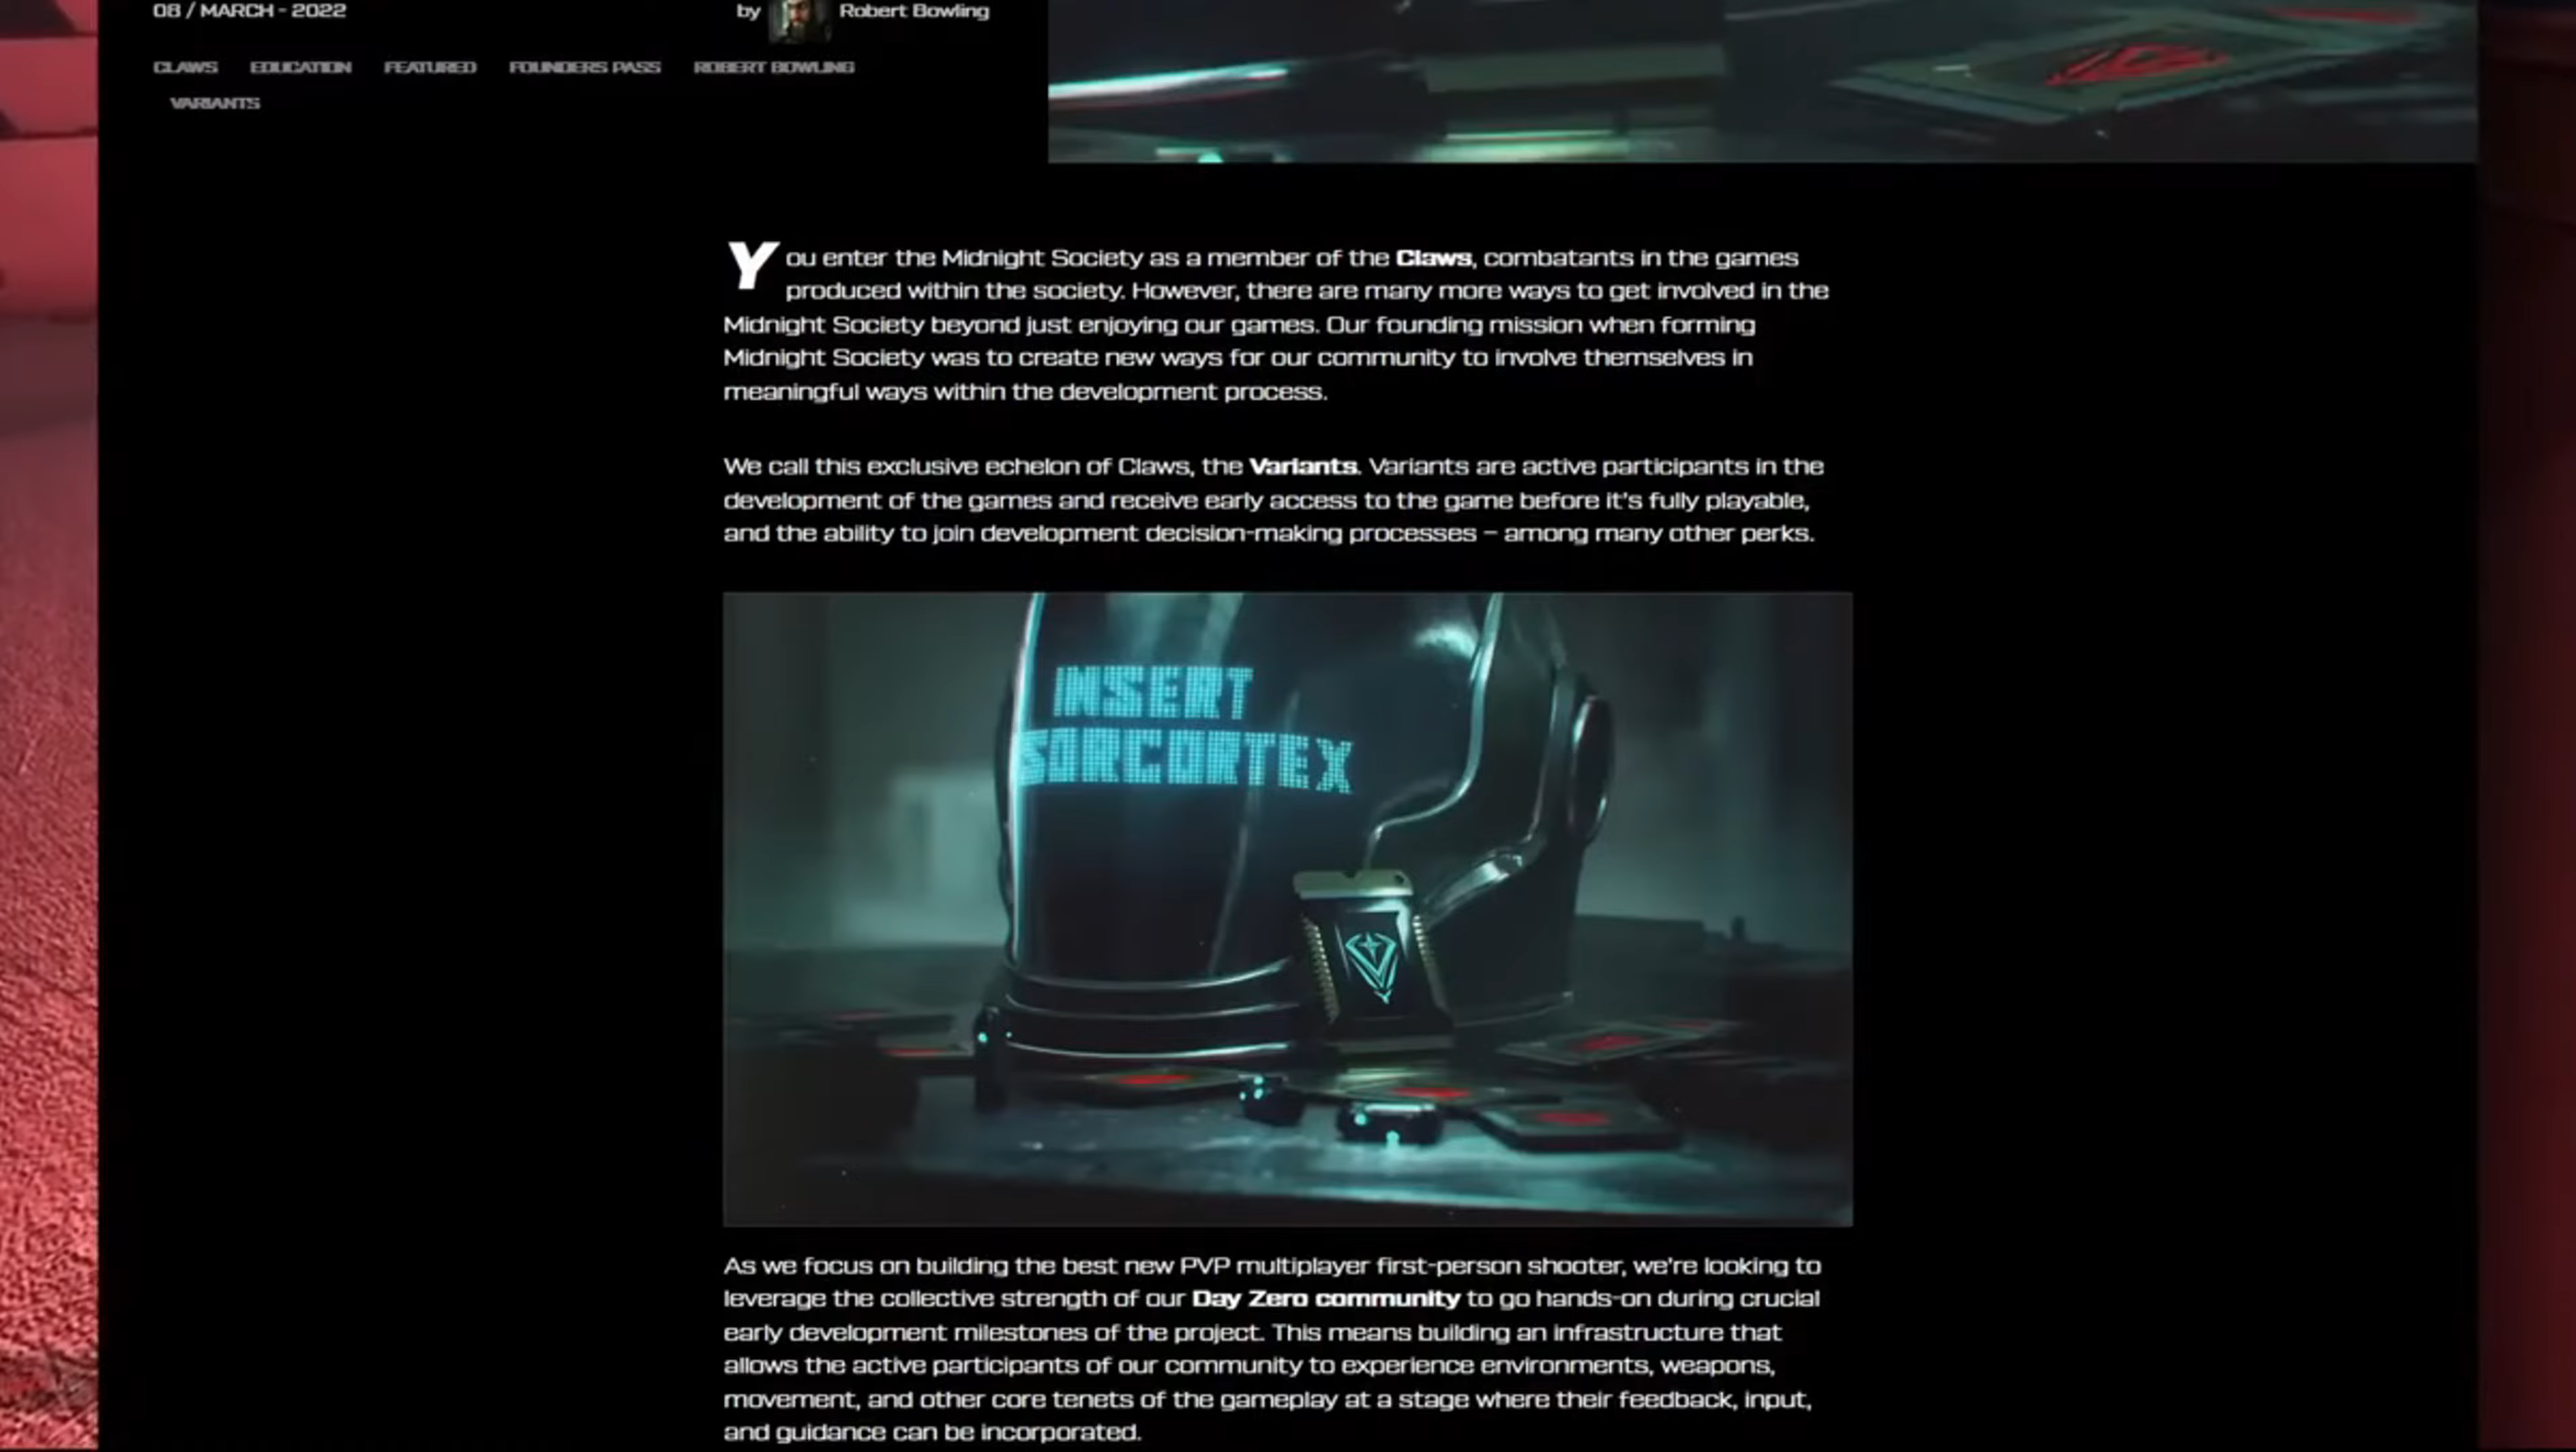 08 / MARCH - 2022
by Robert Bowling
CLAWS EDUCATION FEATURED FOUNDERS PASS ROBERT BOWLING
VARIANTS
You enter the Midnight Society as a member of the Claws, combatants in the games
produced within the society. However, there are many more ways to get involved in the
Midnight Society beyond just enjoying our games. Our founding mission when forming
Midnight Society was to create new ways for our community to involve themselves in
meaningful ways within the development process.
We call this exclusive echelon of Claws, the Variants. Variants are active participants in the
development of the games and receive early access to the game before it's fully playable,
and the ability to join development decision-making processes – among many other perks.
INSERT
SORCORTEX
As we focus on building the best new PVP multiplayer first-person shooter, we're looking to
leverage the collective strength of our Day Zero community to go hands-on during crucial
early development milestones of the project. This means building an infrastructure that
allows the active participants of our community to experience environments, weapons,
movement, and other core tenets of the gameplay at a stage where their feedback, input,
and guidance can be incorporated.